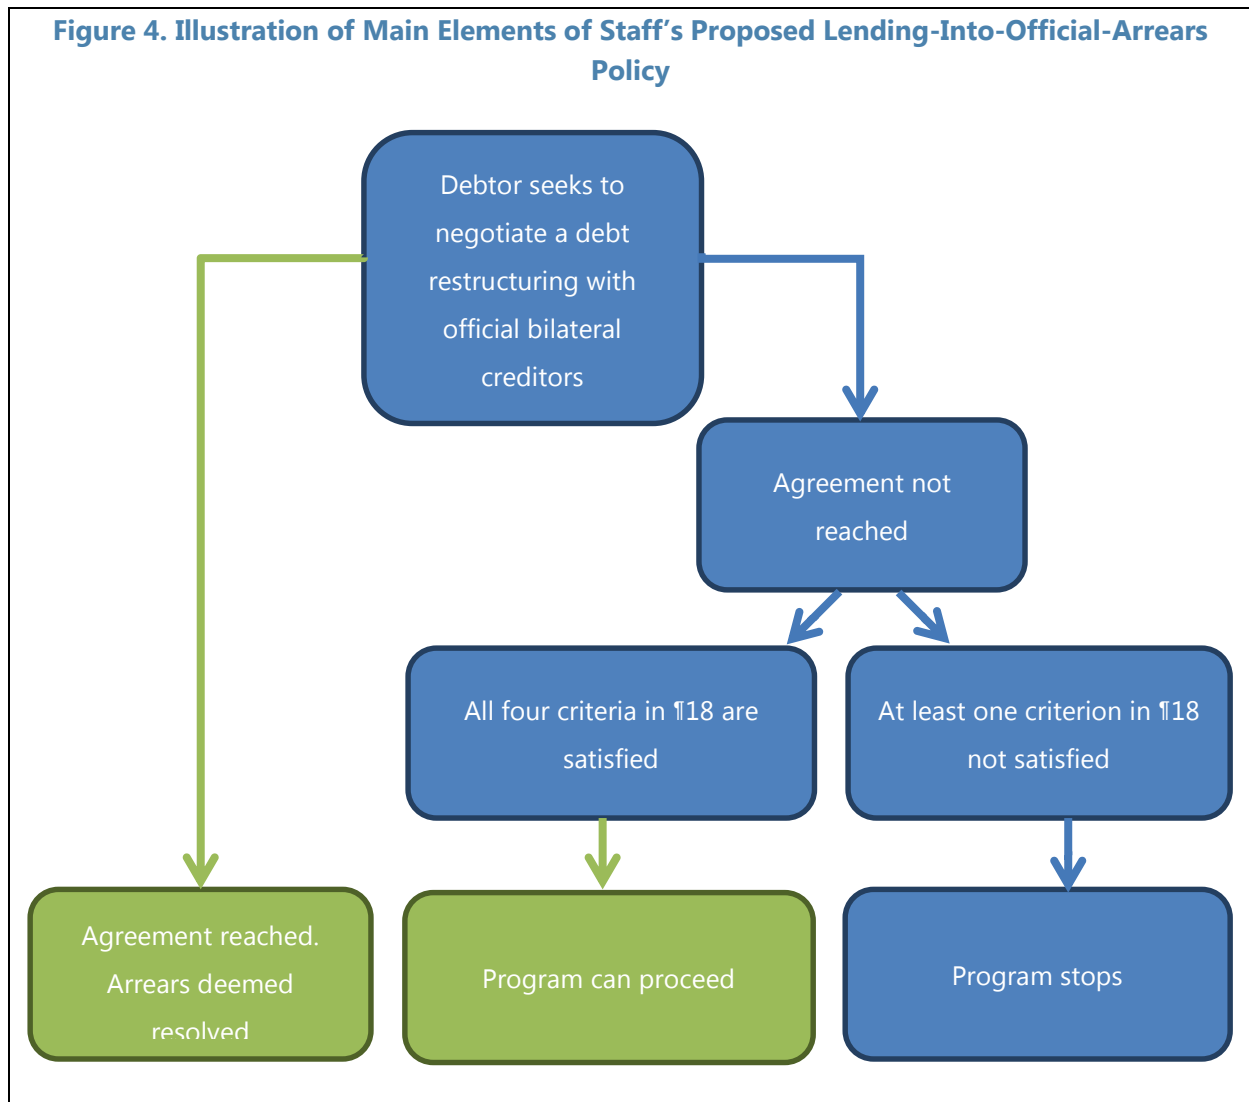 Figure 4. Illustration of Main Elements of Staff’s Proposed Lending-Into-Official-Arrears
Policy
Debtor seeks to
negotiate a debt
restructuring with
official bilateral
creditors
Agreement not
reached
All four criteria in ¶18 are
satisfied
At least one criterion in ¶18
not satisfied
Agreement reached.
Arrears deemed
resolved
Program can proceed
Program stops